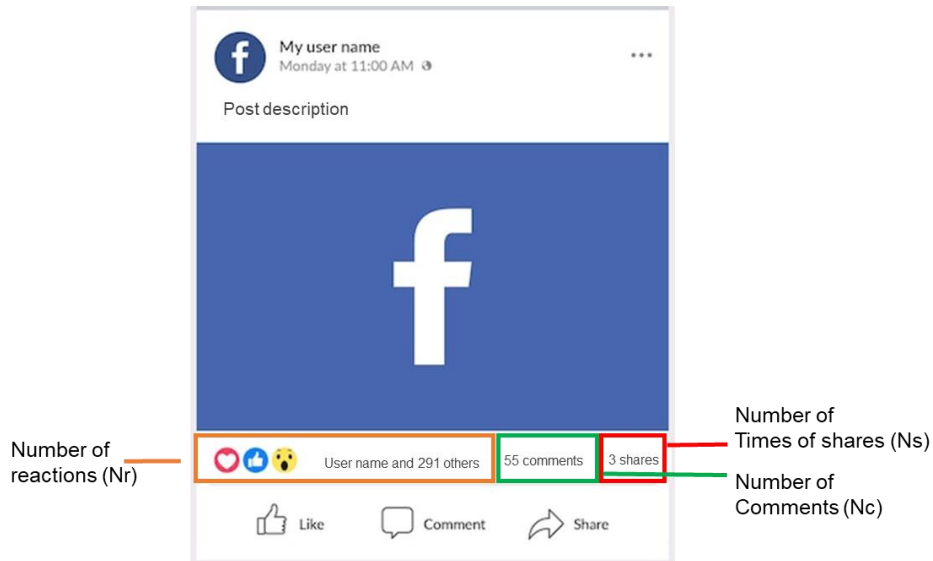 My user name
Monday at 11:00 AM
Post description
User name and 291 others
55 comments
3 shares
Like
Comment
Share
Number of
reactions (Nr)
Number of
Times of shares (Ns)
Number of
Comments (Nc)